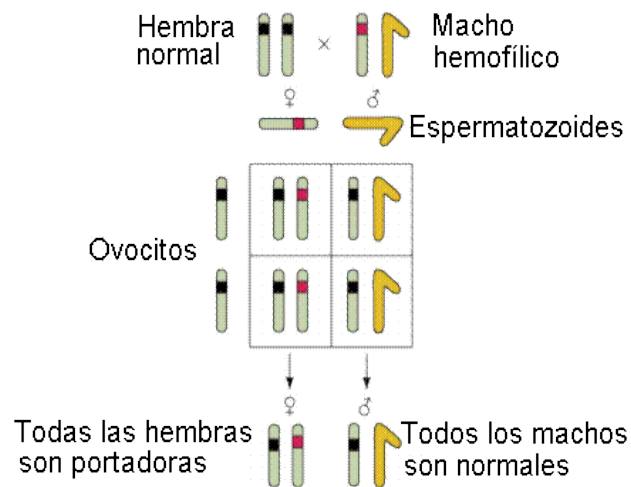 Hembra
normal
×
Macho
hemofílico
♀ ♂
Espermatozoides
Ovocitos
♀ ♂
Todas las hembras
son portadoras
Todos los machos
son normales